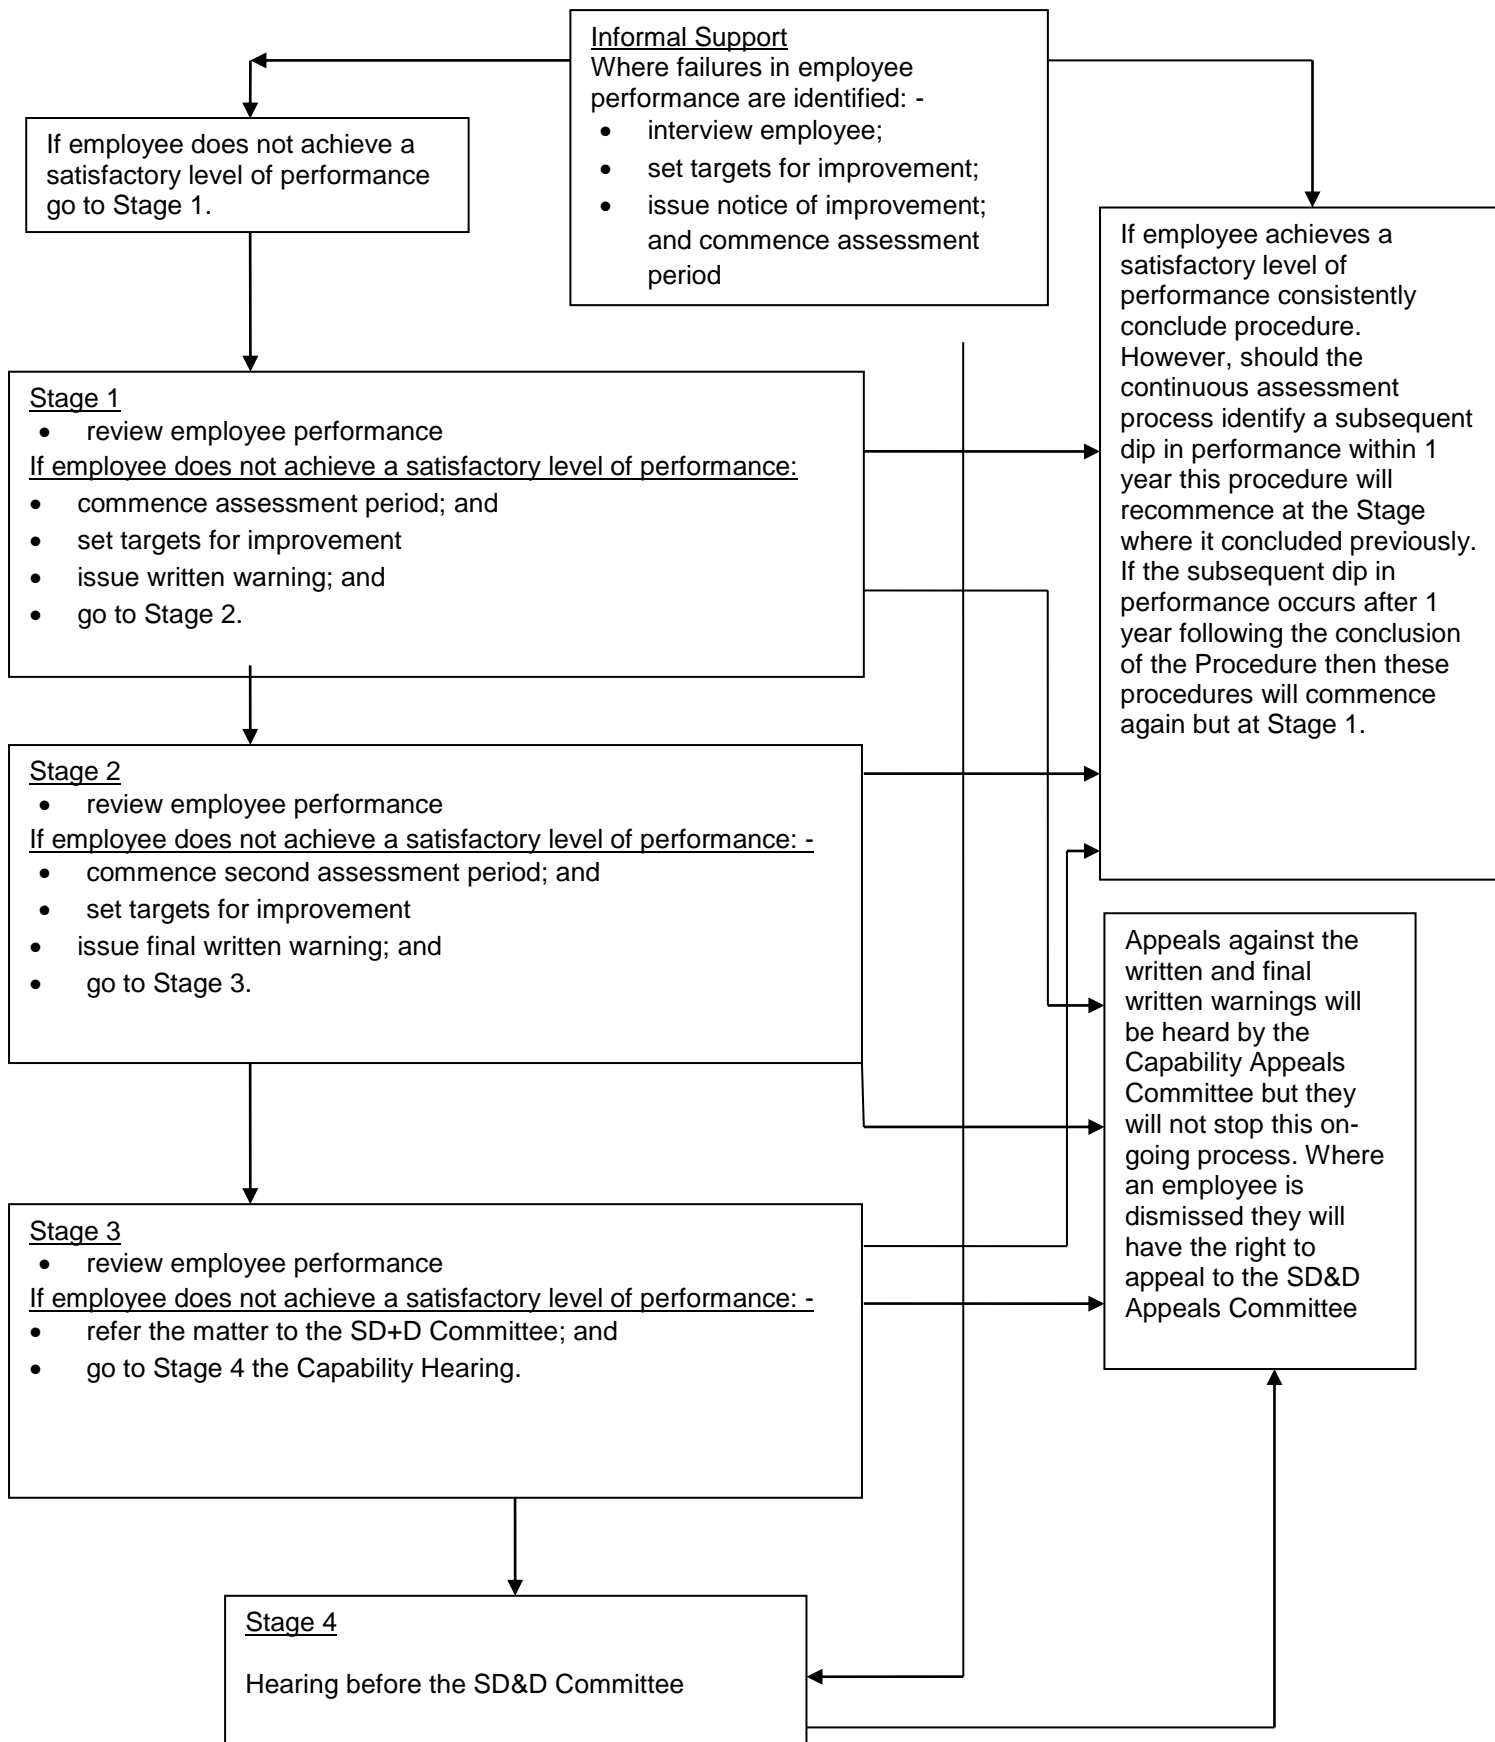 Informal Support
Where failures in employee
performance are identified: -
• interview employee;
• set targets for improvement;
• issue notice of improvement;
and commence assessment
period
If employee does not achieve a
satisfactory level of performance
go to Stage 1.
If employee achieves a
satisfactory level of
performance consistently
conclude procedure.
However, should the
continuous assessment
process identify a subsequent
dip in performance within 1
year this procedure will
recommence at the Stage
where it concluded previously.
If the subsequent dip in
performance occurs after 1
year following the conclusion
of the Procedure then these
procedures will commence
again but at Stage 1.
Stage 1
• review employee performance
If employee does not achieve a satisfactory level of performance:
• commence assessment period; and
• set targets for improvement
• issue written warning; and
• go to Stage 2.
Stage 2
• review employee performance
If employee does not achieve a satisfactory level of performance: -
• commence second assessment period; and
• set targets for improvement
• issue final written warning; and
• go to Stage 3.
Appeals against the
written and final
written warnings will
be heard by the
Capability Appeals
Committee but they
will not stop this on-
going process. Where
an employee is
dismissed they will
have the right to
appeal to the SD&D
Appeals Committee
Stage 3
• review employee performance
If employee does not achieve a satisfactory level of performance: -
• refer the matter to the SD+D Committee; and
• go to Stage 4 the Capability Hearing.
Stage 4
Hearing before the SD&D Committee